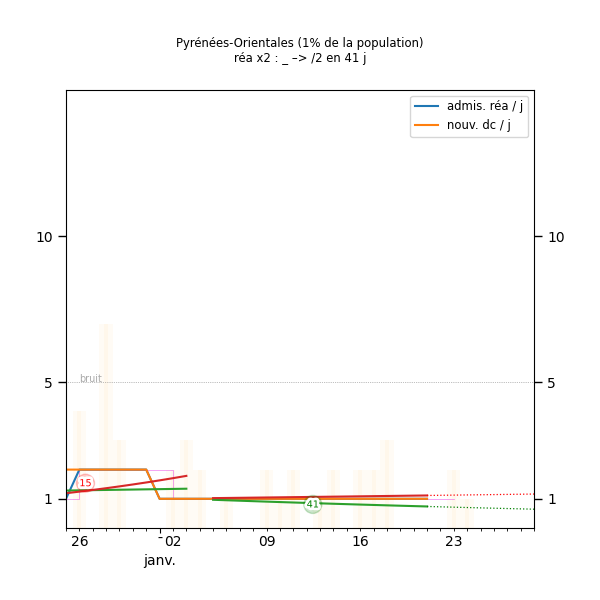 Pyrénées-Orientales (1% de la population)
réa x2 : _ –> /2 en 41 j
admis. réa / j
nouv. dc / j
10 10
bruit
5 5
15
41
1 1
26 02 09 16 23
janv.